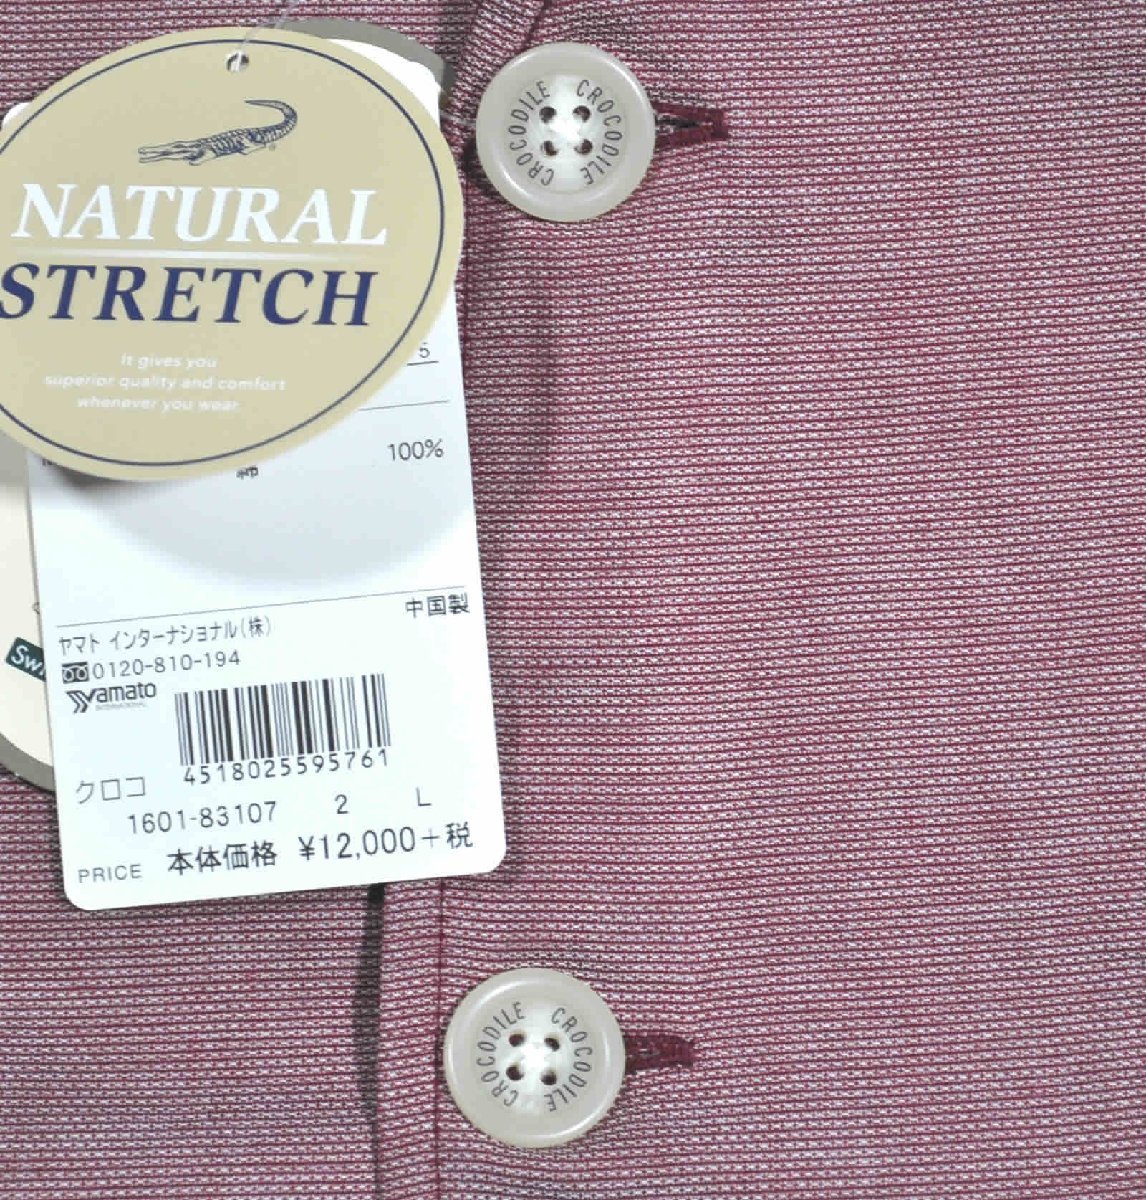 NATURAL
STRETCH
It gives you
superior quality and comfort
whenever you wear
5
100%
中国製
ヤマト インターナショナル(株)
0120-810-194
Yamato
INTERNATIONAL
4518025595761
クロコ
1601-83107 2 L
PRICE 本体価格 ¥12,000+税
CROCODILE CROCODILE
CROCODILE CROCODILE